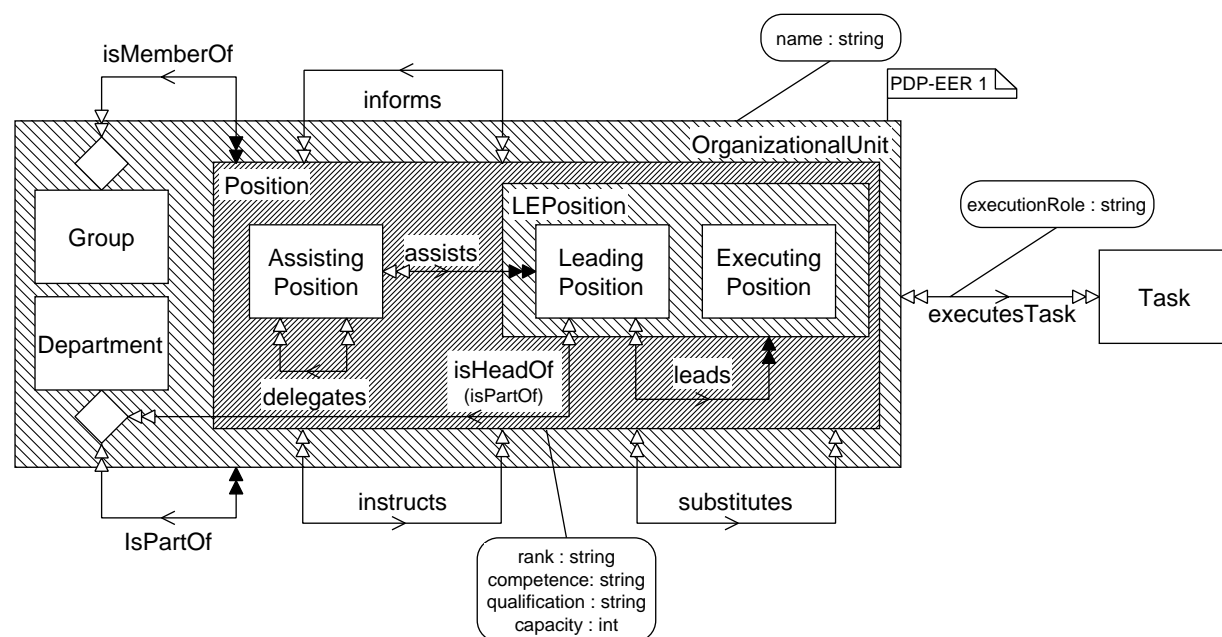 name : string
isMemberOf
PDP-EER 1
informs
OrganizationalUnit
Position
LEPosition
executionRole : string
Group
Assisting
Position
assists
Leading
Position
Executing
Position
Task
executesTask
Department
isHeadOf
(isPartOf)
leads
delegates
instructs
substitutes
IsPartOf
rank : string
competence: string
qualification : string
capacity : int